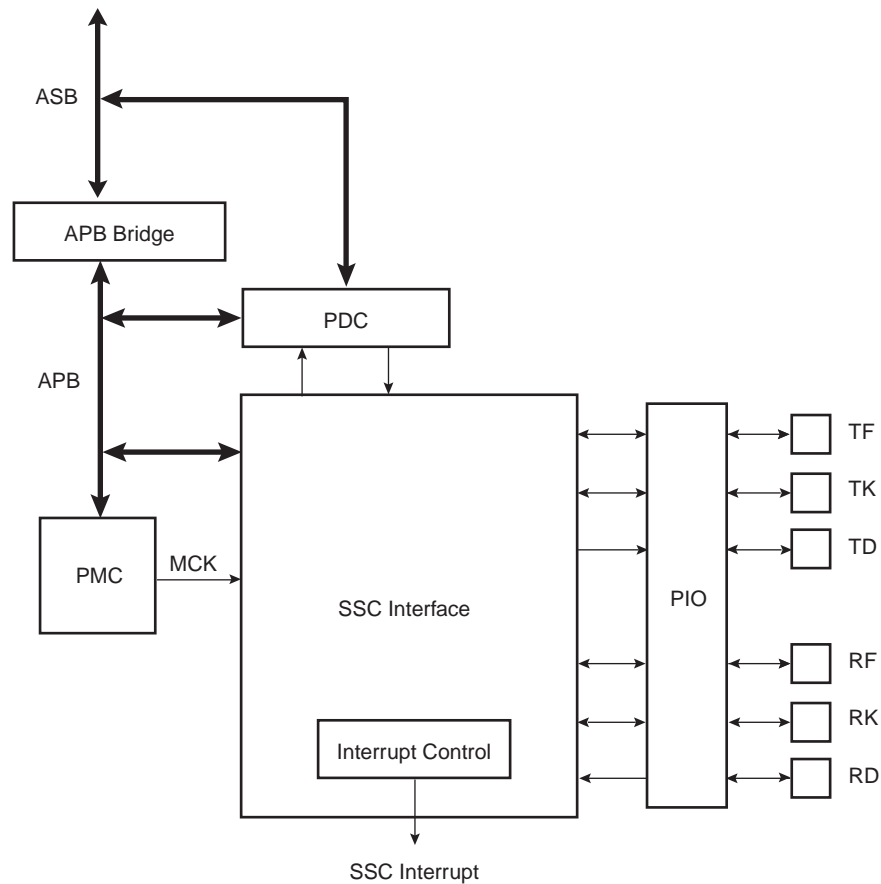 ASB
APB Bridge
PDC
APB
TF
TK
TD
PMC
MCK
SSC Interface
PIO
RF
RK
RD
Interrupt Control
SSC Interrupt